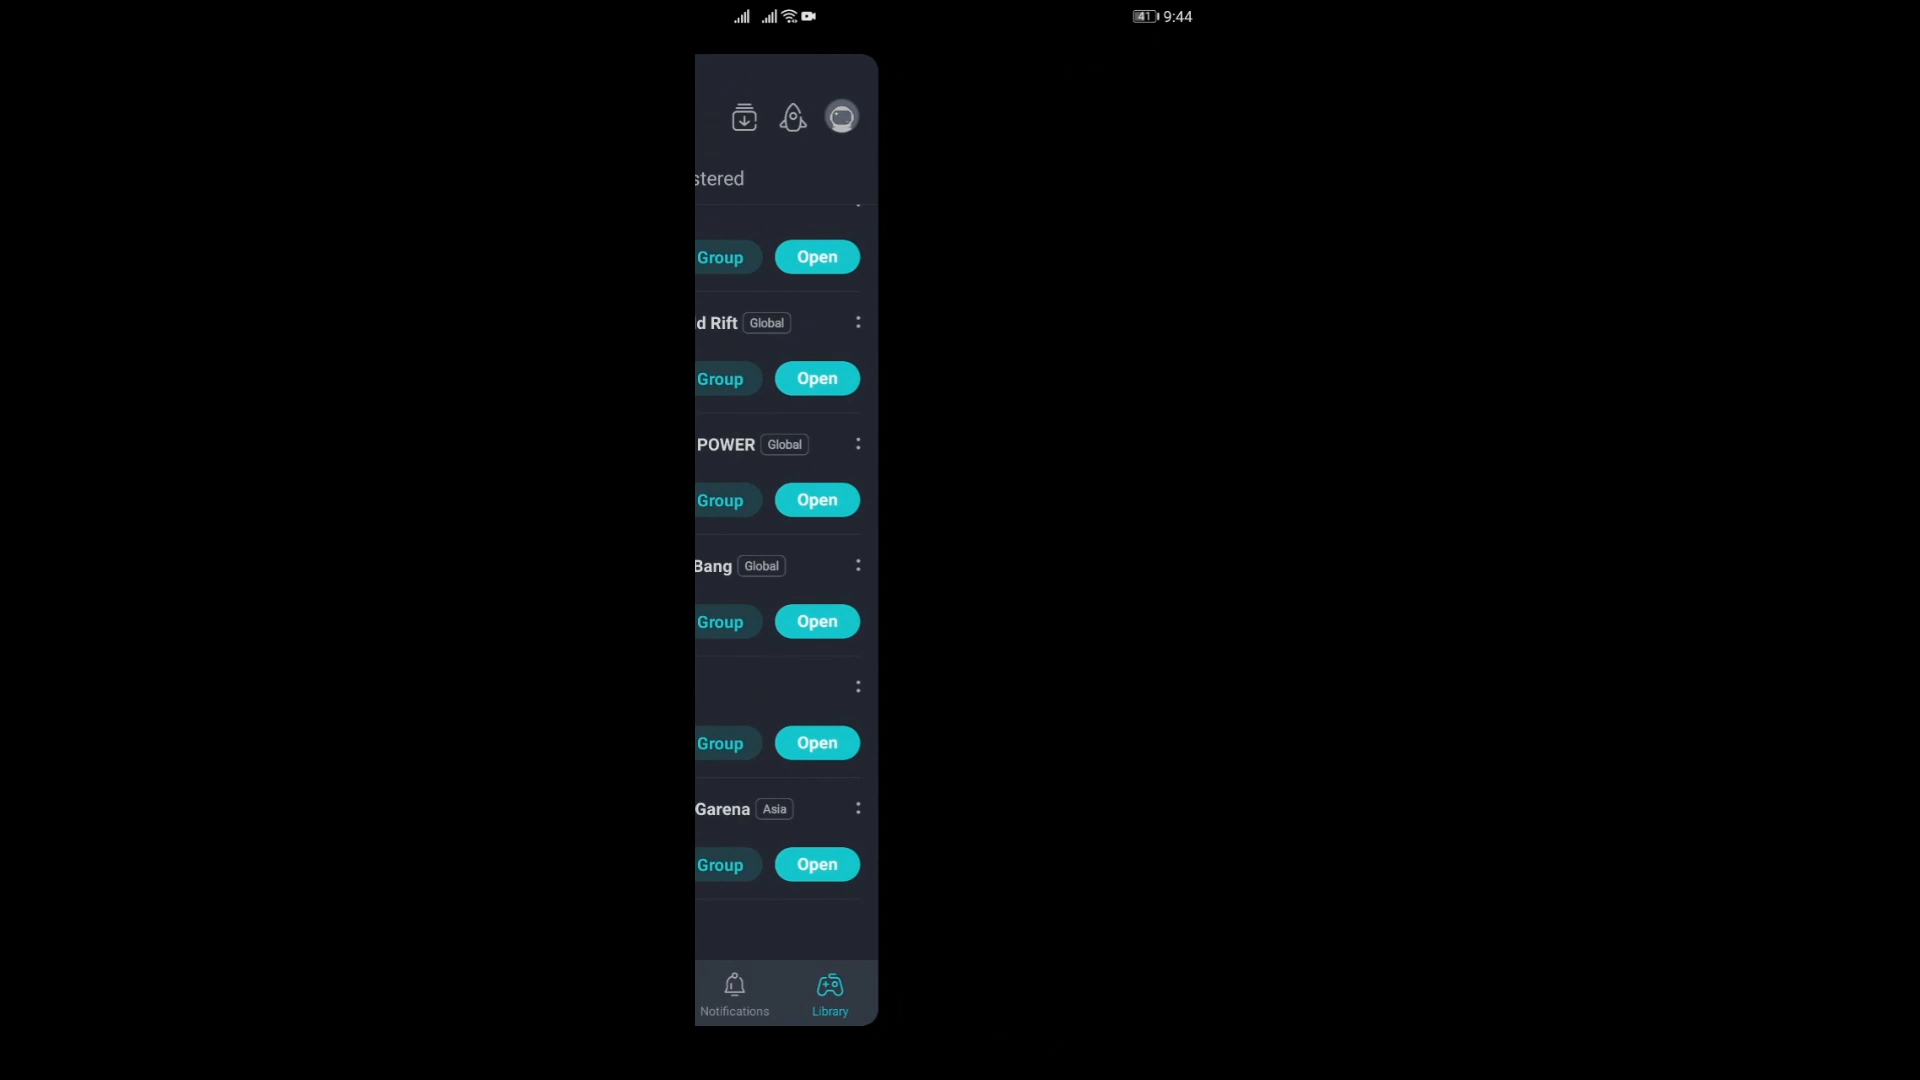 41 9:44
stered
Group Open
d Rift Global
Group Open
POWER Global
Group Open
Bang Global
Group Open
Group Open
Garena Asia
Group Open
Notifications Library